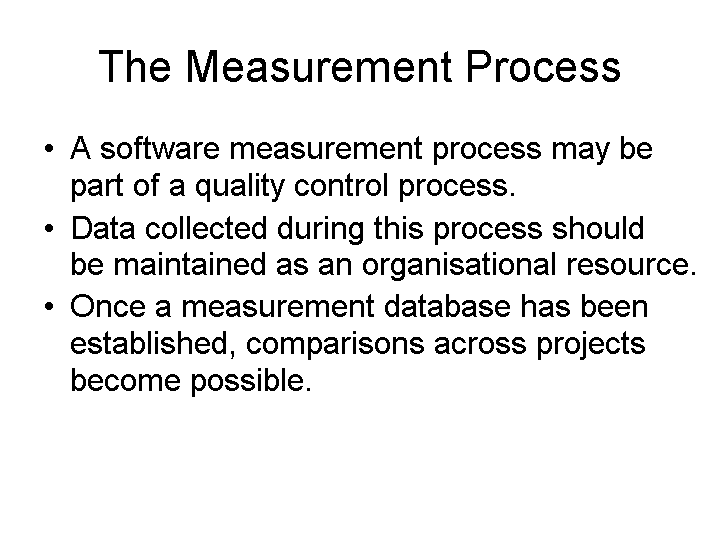 The Measurement Process
• A software measurement process may be
part of a quality control process.
• Data collected during this process should
be maintained as an organisational resource.
• Once a measurement database has been
established, comparisons across projects
become possible.